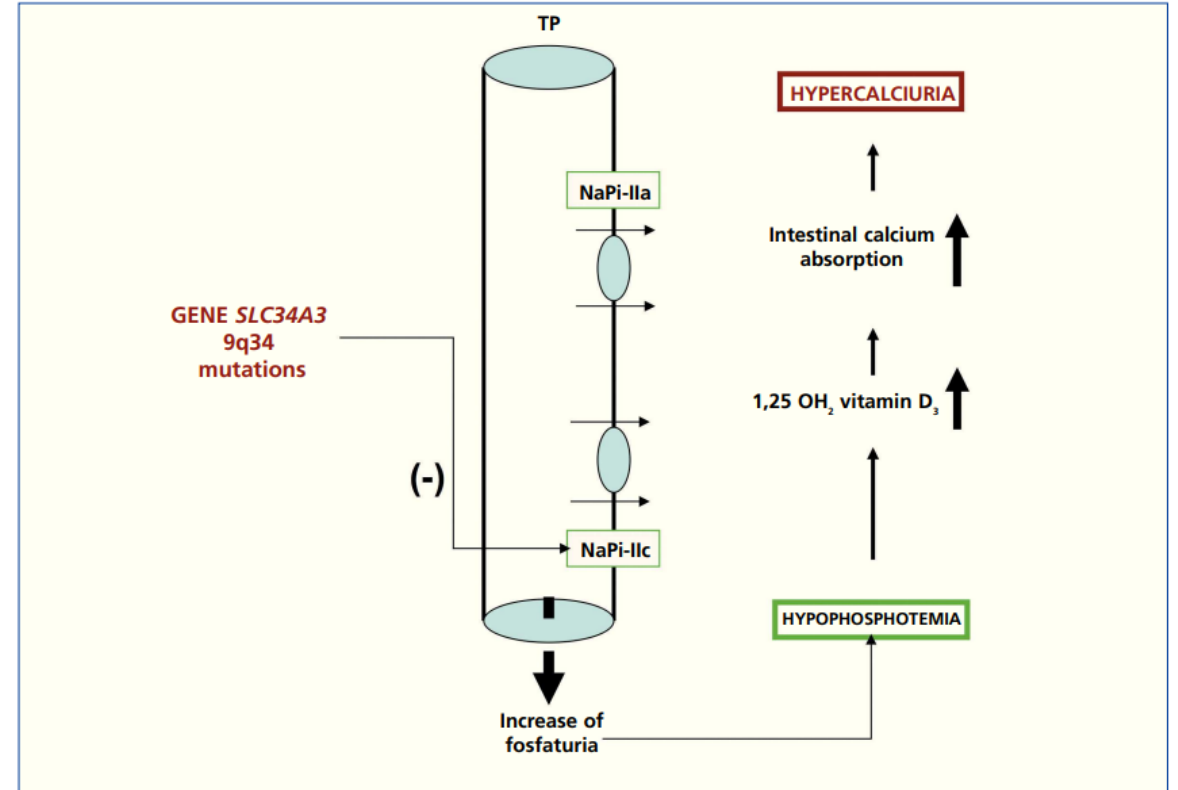 TP
NaPi-IIa
GENE SLC34A3
9q34
mutations
(-)
NaPi-IIc
Increase of
fosfaturia
HYPERCALCIURIA
Intestinal calcium
absorption
1,25 OH₂ vitamin D₃
HYPOPHOSPHOTEMIA